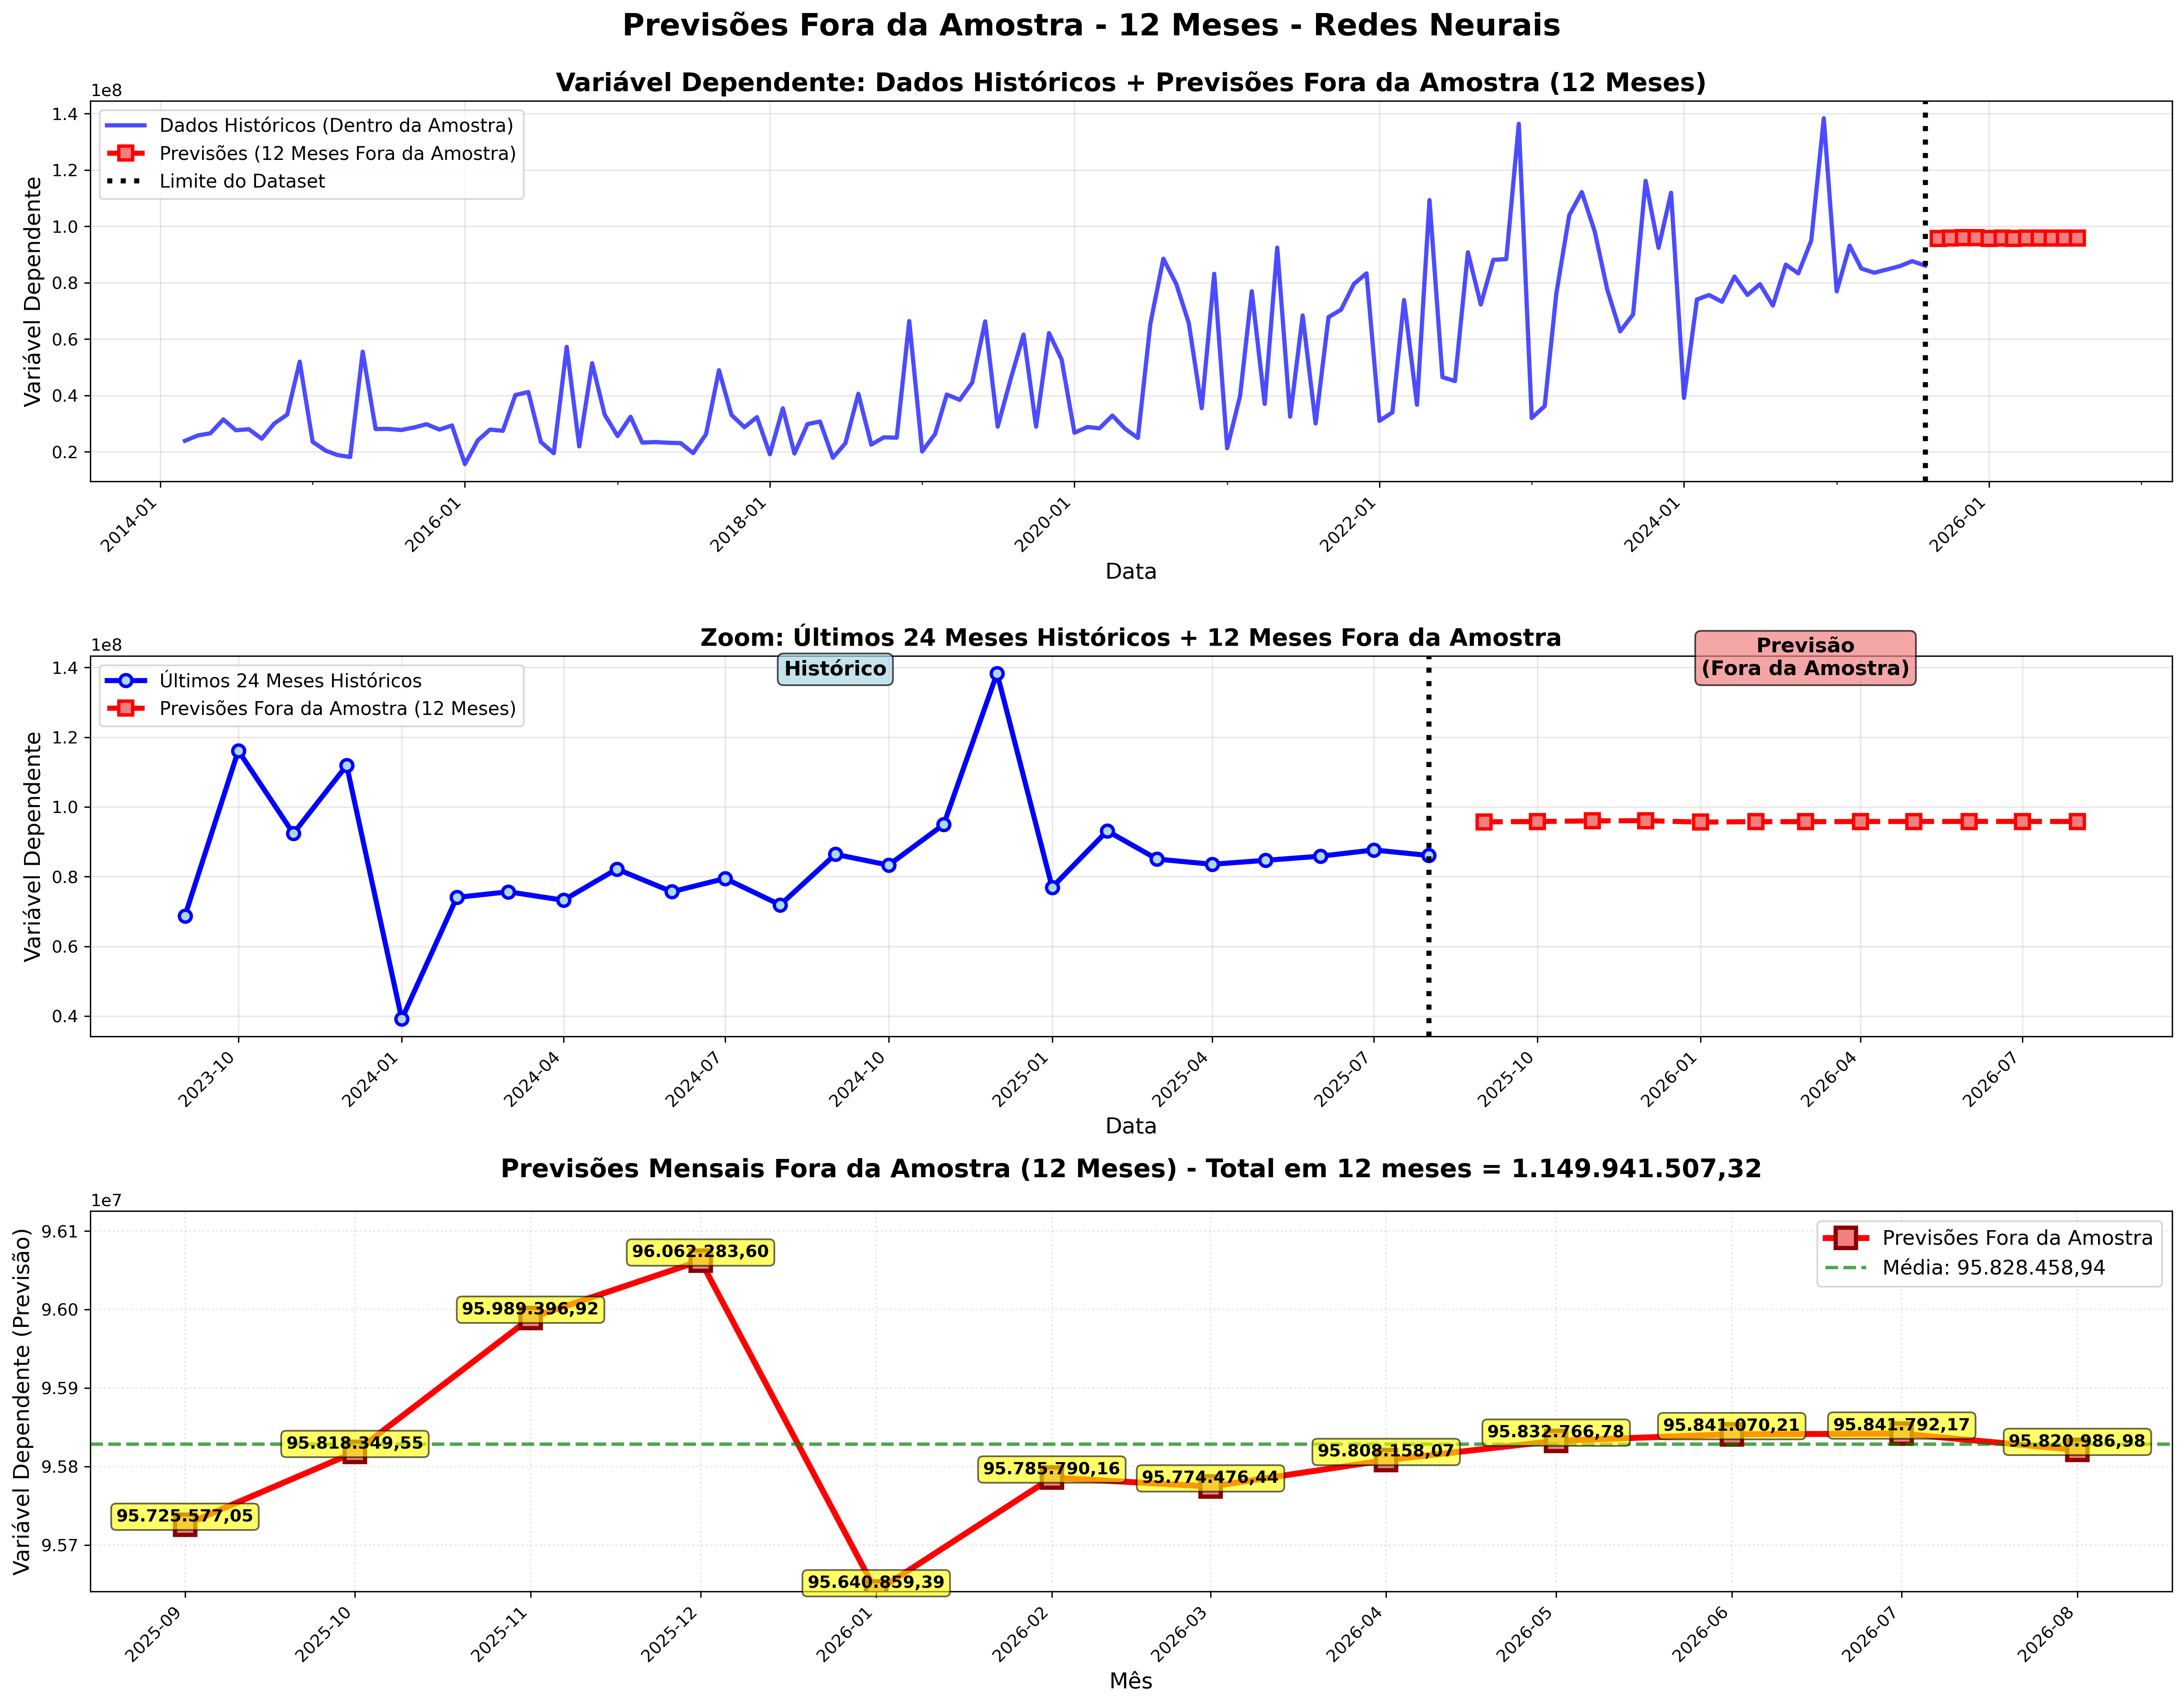 Previsões Fora da Amostra - 12 Meses - Redes Neurais
Variável Dependente: Dados Históricos + Previsões Fora da Amostra (12 Meses)
1e8
Dados Históricos (Dentro da Amostra)
Previsões (12 Meses Fora da Amostra)
Limite do Dataset
Variável Dependente
1.4
1.2
1.0
0.8
0.6
0.4
0.2
2014-01
2016-01
2018-01
2020-01
2022-01
2024-01
2026-01
Data
Zoom: Últimos 24 Meses Históricos + 12 Meses Fora da Amostra
1e8
Últimos 24 Meses Históricos
Previsões Fora da Amostra (12 Meses)
Histórico
Previsão
(Fora da Amostra)
Variável Dependente
1.4
1.2
1.0
0.8
0.6
0.4
2023-10
2024-01
2024-04
2024-07
2024-10
2025-01
2025-04
2025-07
2025-10
2026-01
2026-04
2026-07
Data
Previsões Mensais Fora da Amostra (12 Meses) - Total em 12 meses = 1.149.941.507,32
1e7
Previsões Fora da Amostra
Média: 95.828.458,94
Variável Dependente (Previsão)
9.61
9.60
9.59
9.58
9.57
95.725.577,05
95.818.349,55
95.989.396,92
96.062.283,60
95.640.859,39
95.785.790,16
95.774.476,44
95.808.158,07
95.832.766,78
95.841.070,21
95.841.792,17
95.820.986,98
2025-09
2025-10
2025-11
2025-12
2026-01
2026-02
2026-03
2026-04
2026-05
2026-06
2026-07
2026-08
Mês